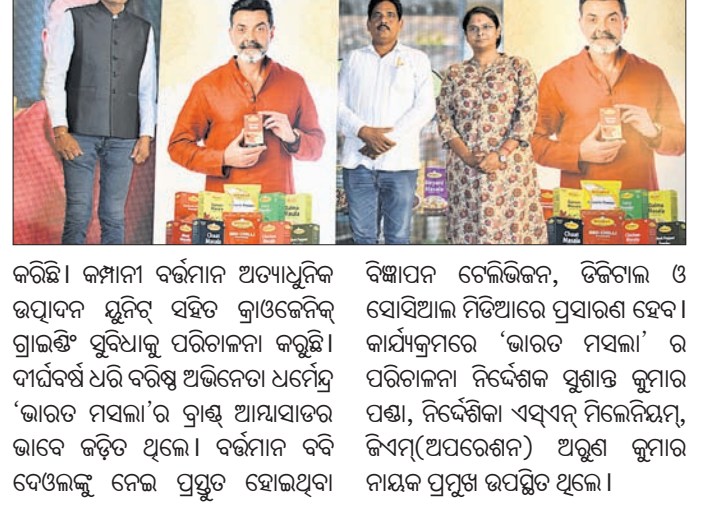 କରିଛି। କମ୍ପାନୀ ବର୍ତ୍ତମାନ ଅତ୍ୟାଧୁନିକ
ଉତ୍ପାଦନ ୟୁନିଟ୍ ସହିତ କ୍ରାଓଜେନିକ୍
ଗ୍ରାଇଣ୍ଡିଂ ସୁବିଧାକୁ ପରିଚାଳନା କରୁଛି।
ଦୀର୍ଘବର୍ଷ ଧରି ବରିଷ୍ଠ ଅଭିନେତା ଧର୍ମେନ୍ଦ୍ର
‘ଭାରତ ମସଲା’ର ବ୍ରାଣ୍ଡ ଆମ୍ବାସାଡର
ଭାବେ ଜଡ଼ିତ ଥିଲେ। ବର୍ତ୍ତମାନ ବବି
ଦେଓଲଙ୍କୁ ନେଇ ପ୍ରସ୍ତୁତ ହୋଇଥିବା
ବିଜ୍ଞାପନ ଟେଲିଭିଜନ, ଡିଜିଟାଲ ଓ
ସୋସିଆଲ ମିଡିଆରେ ପ୍ରସାରଣ ହେବ।
କାର୍ଯ୍ୟକ୍ରମରେ ‘ଭାରତ ମସଲା’ ର
ପରିଚାଳନା ନିର୍ଦ୍ଦେଶକ ସୁଶାନ୍ତ କୁମାର
ପଣ୍ଡା, ନିର୍ଦ୍ଦେଶିକା ଏସ୍ଏନ୍ ମିଲେନିୟମ୍,
ଜିଏମ୍(ଅପରେଶନ) ଅରୁଣ କୁମାର
ନାୟକ ପ୍ରମୁଖ ଉପସ୍ଥିତ ଥିଲେ।